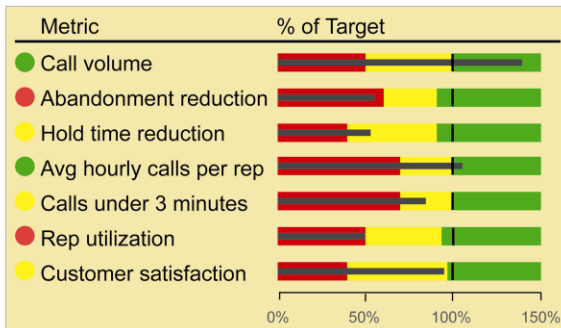 Metric % of Target
Call volume
Abandonment reduction
Hold time reduction
Avg hourly calls per rep
Calls under 3 minutes
Rep utilization
Customer satisfaction
0% 50% 100% 150%